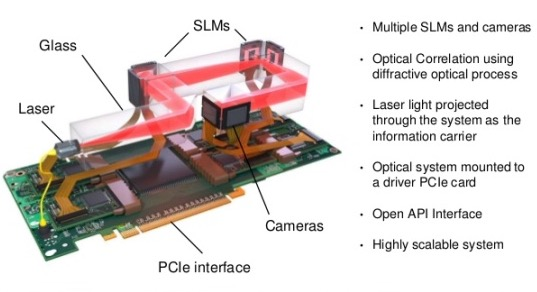 SLMs
Glass
Laser
Cameras
PCIe interface
• Multiple SLMs and cameras
• Optical Correlation using
diffractive optical process
• Laser light projected
through the system as the
information carrier
• Optical system mounted to
a driver PCIe card
• Open API Interface
• Highly scalable system